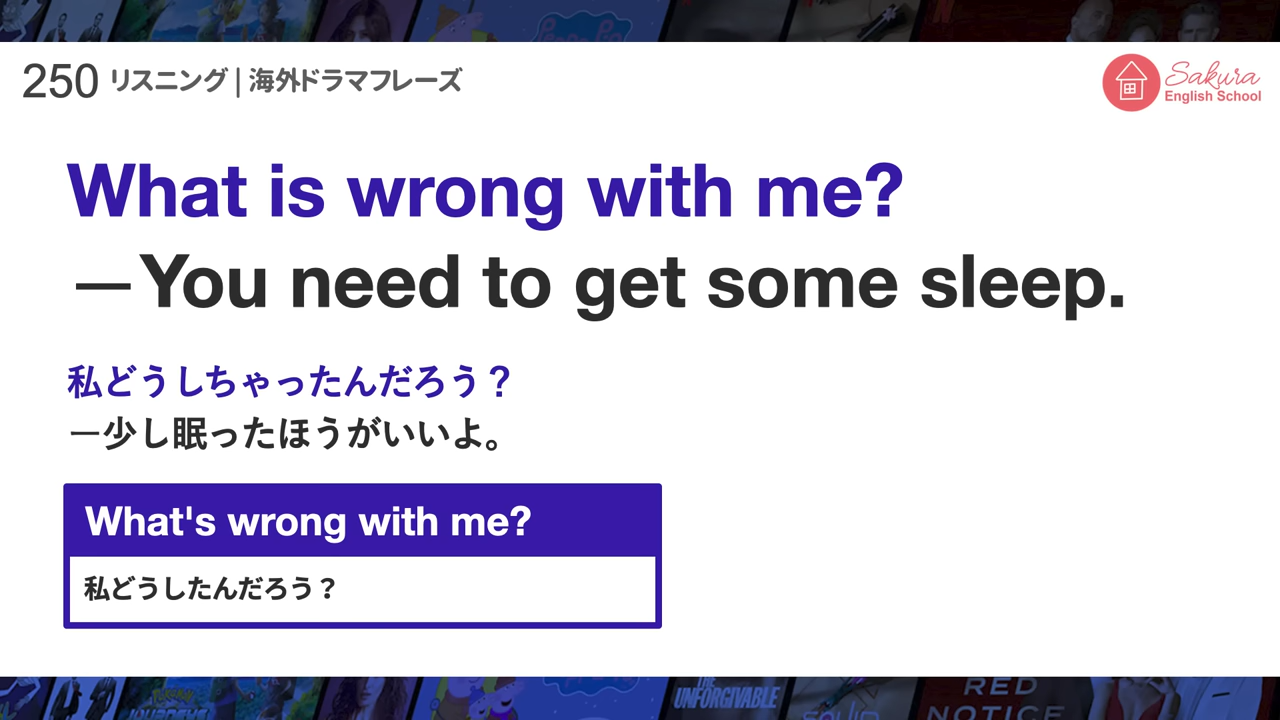 250 リスニング | 海外ドラマフレーズ
Sakura
English School
What is wrong with me?
—You need to get some sleep.
私どうしちゃったんだろう？
—少し眠ったほうがいいよ。
What's wrong with me?
私どうしたんだろう？
THE
UNFORGIVABLE
RED
NOTICE